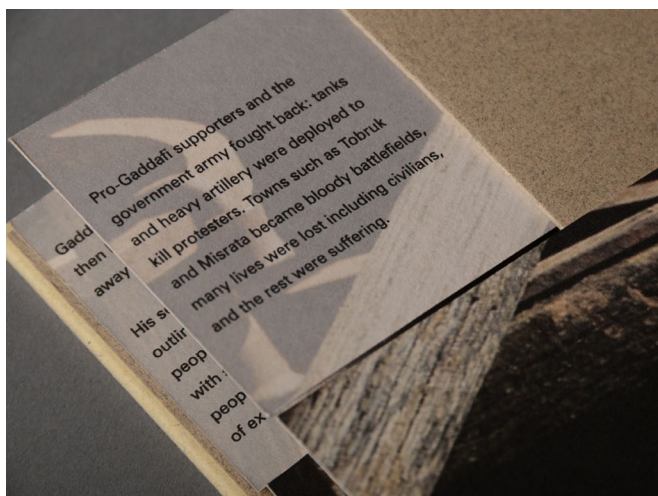 Pro-Gaddafi supporters and the
government army fought back: tanks
and heavy artillery were deployed to
kill protesters. Towns such as Tobruk
and Misrata became bloody battlefields,
many lives were lost including civilians,
and the rest were suffering.
Gadd
then
away
His
outlin
peop
with
peop
of ex